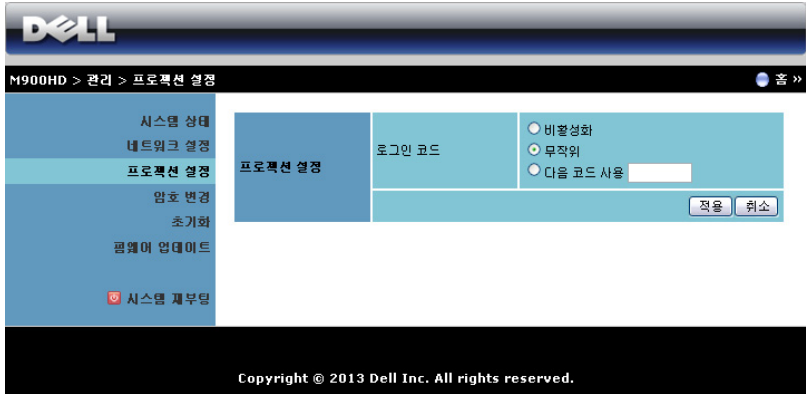 DELL
M900HD > 관리 > 프로젝션 설정
홈 »
시스템 상태
네트워크 설정
프로젝션 설정
암호 변경
초기화
펌웨어 업데이트
시스템 재부팅
프로젝션 설정
로그인 코드
비활성화
무작위
다음 코드 사용
적용 취소
Copyright © 2013 Dell Inc. All rights reserved.